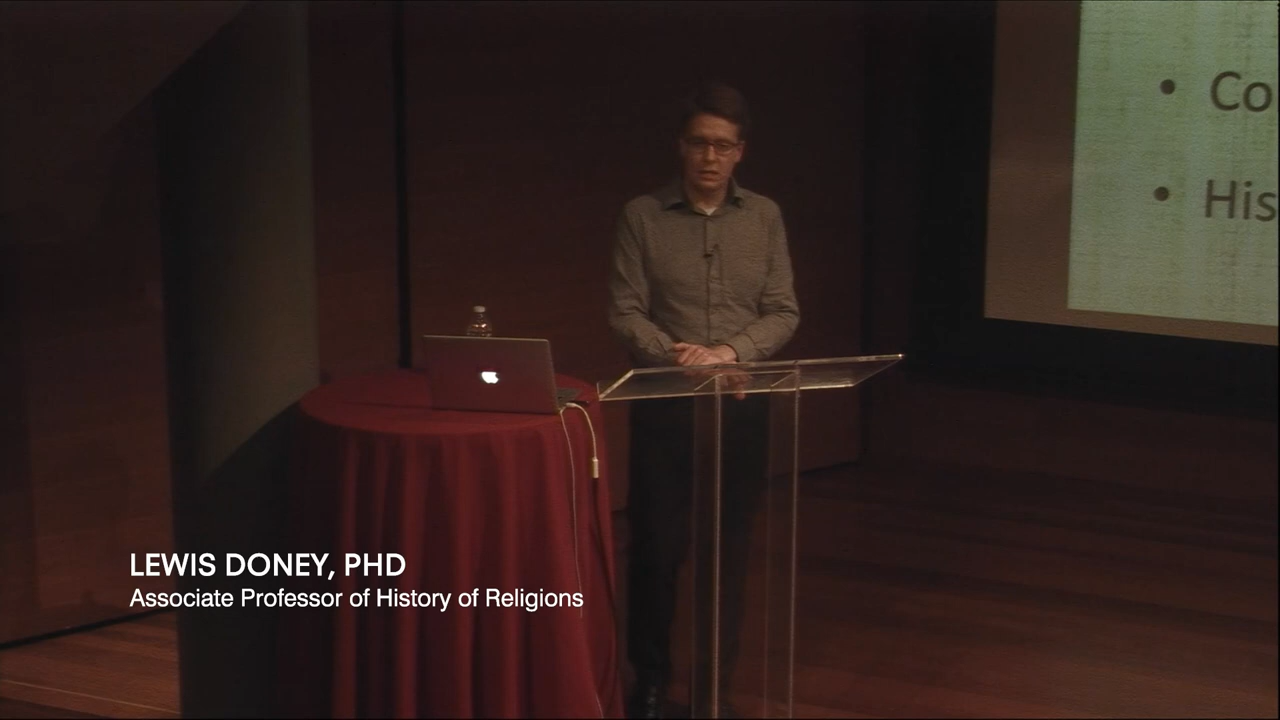 • Co
• His
LEWIS DONEY, PHD
Associate Professor of History of Religions